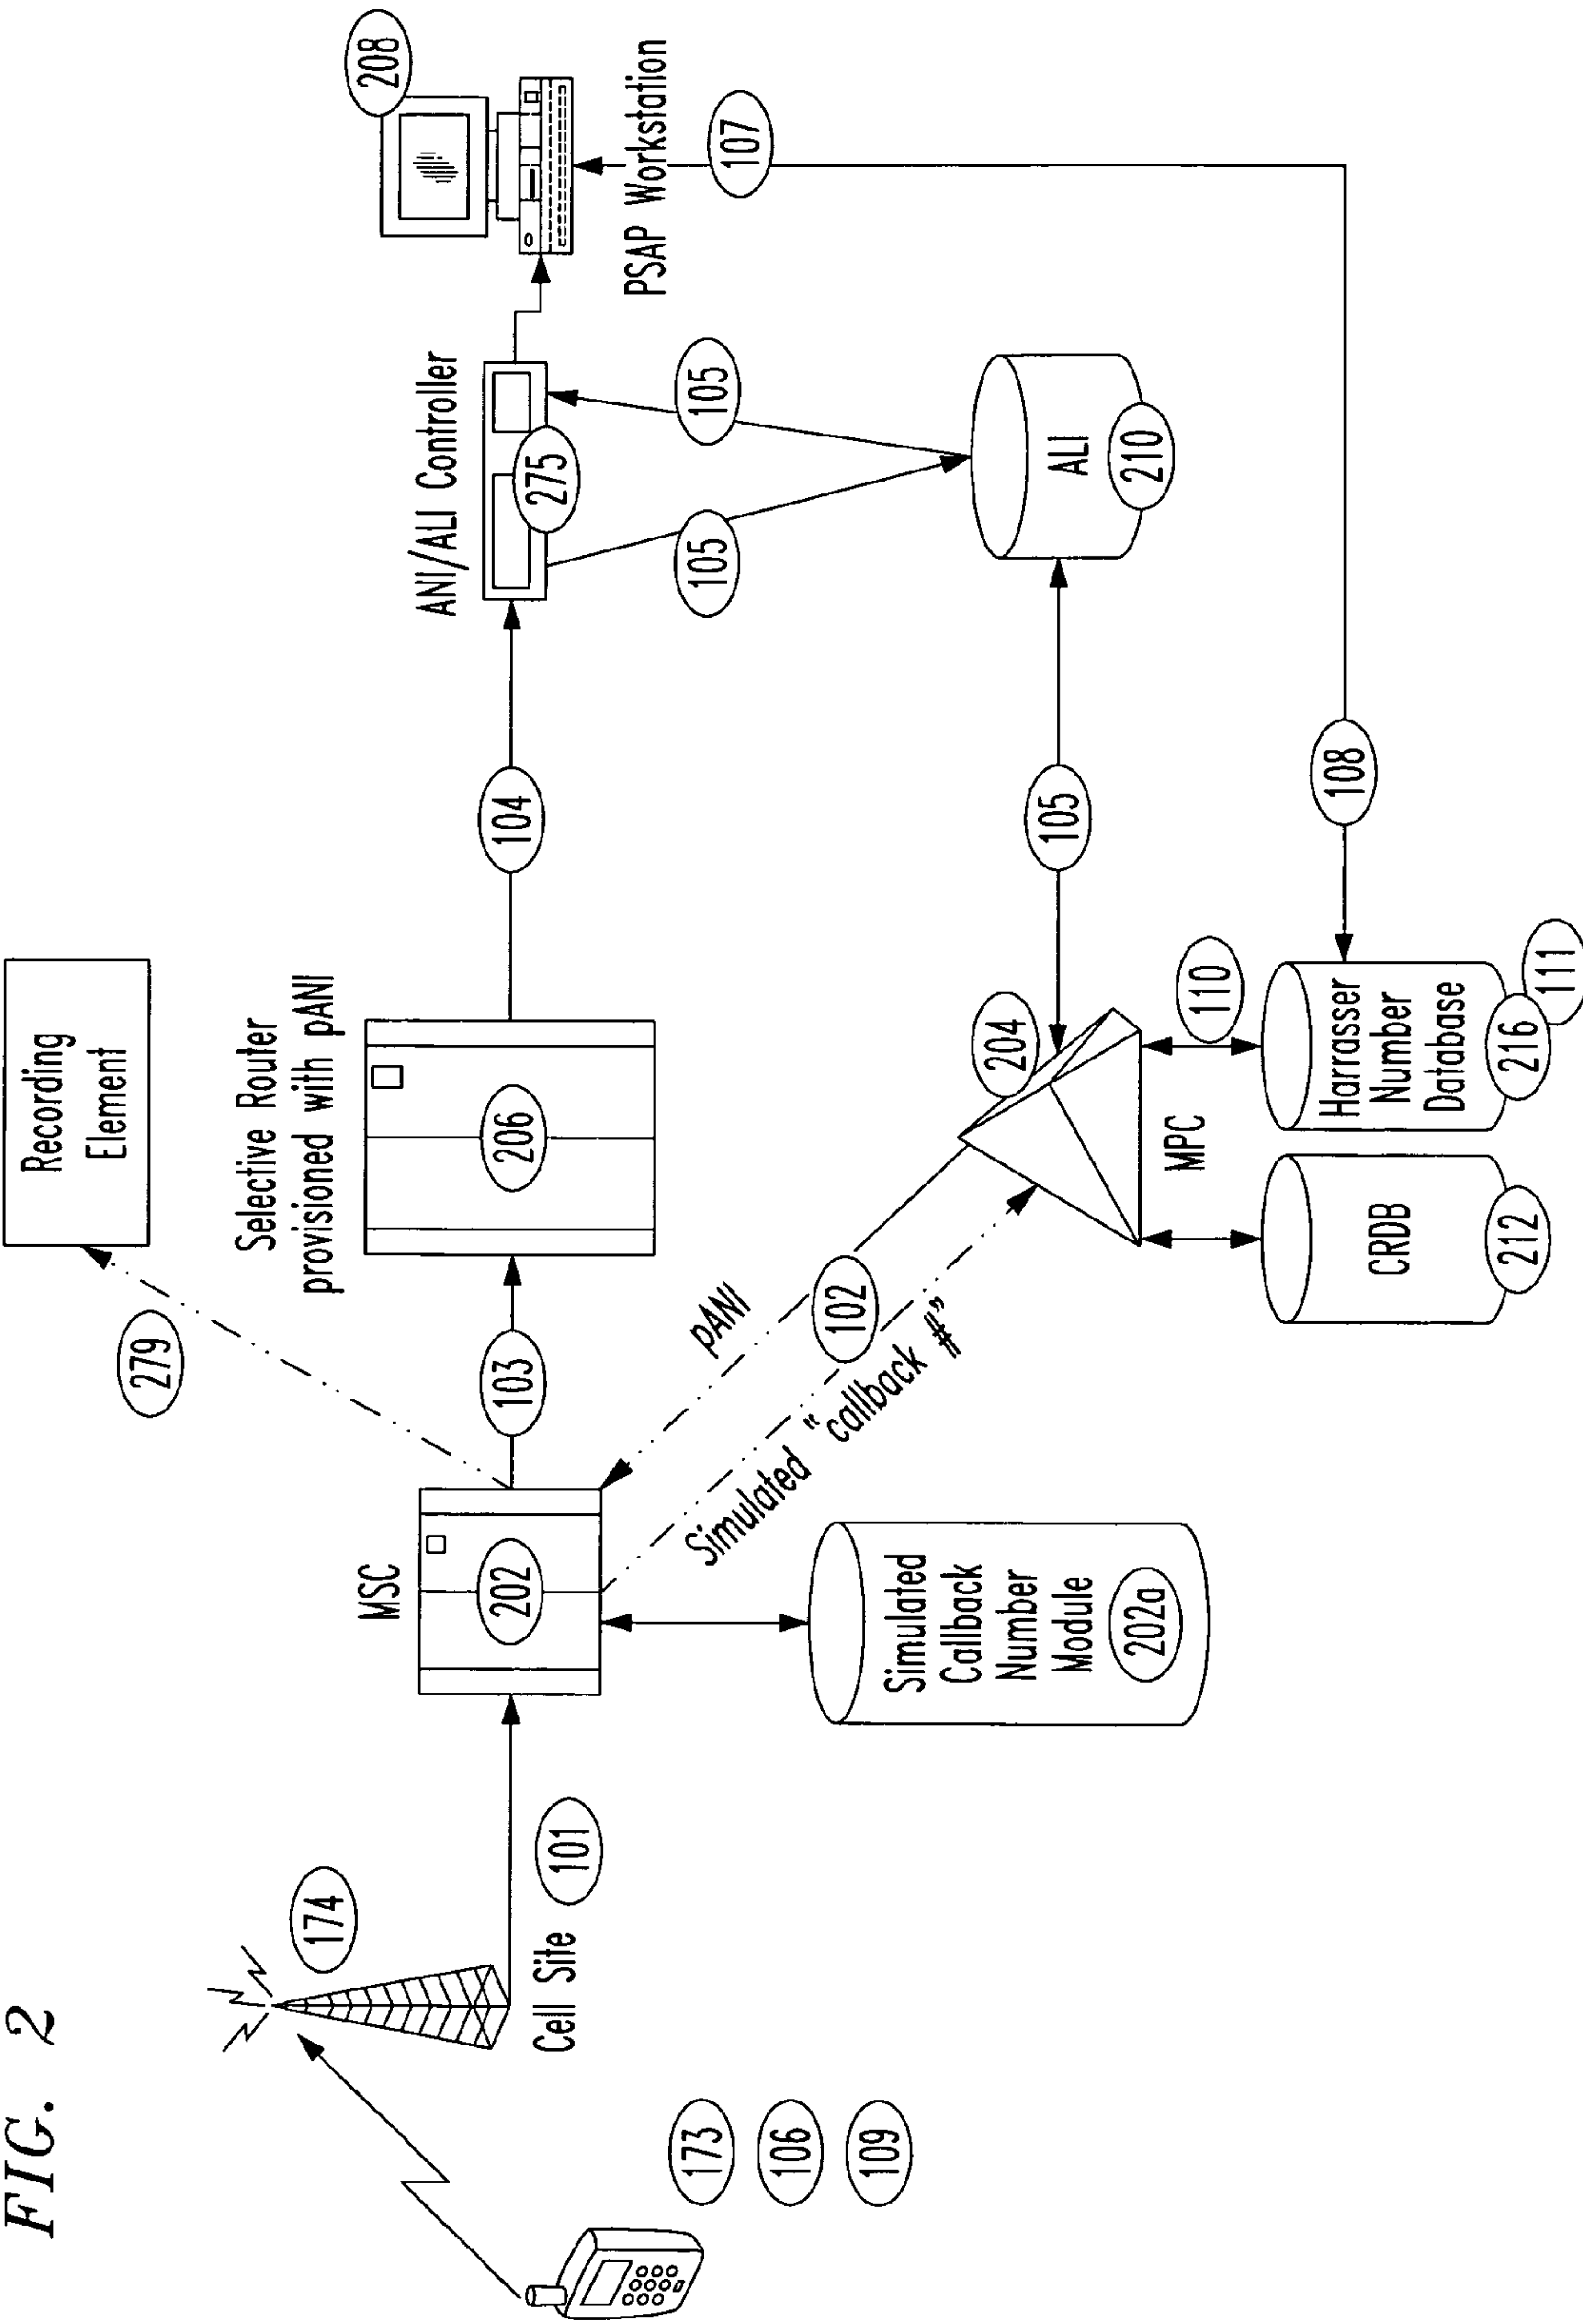 FIG. 2
Recording
Element
279
Selective Router
provisioned with pANI
206
MSC
202
103
104
ANI/ALI Controller
275
208
PSAP Workstation
107
174
Cell Site
101
173
106
109
pANI
102
Simulated "callback #"
Simulated
Callback
Number
Module
202a
105
105
105
ALI
210
204
MPC
110
108
CRDB
212
Harrasser
Number
Database
216
111